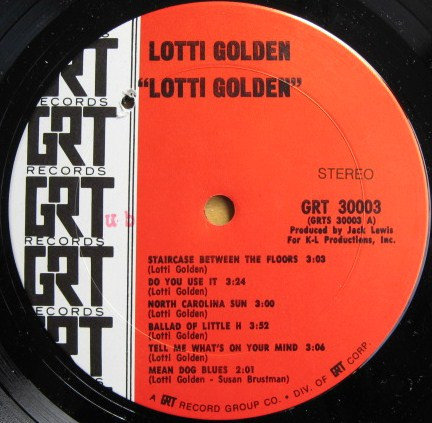 LOTTI GOLDEN
"LOTTI GOLDEN"
GRT
RECORDS
GRT
RECORDS
GRT
RECORDS
GRT
RECORDS
GRT
STEREO
GRT 30003
(GRTS 30003 A)
Produced by Jack Lewis
For K-L Productions, Inc.
STAIRCASE BETWEEN THE FLOORS 3:03
(Lotti Golden)
DO YOU USE IT 3:24
(Lotti Golden)
NORTH CAROLINA SUN 3:00
(Lotti Golden)
BALLAD OF LITTLE H 3:52
(Lotti Golden)
TELL ME WHAT'S ON YOUR MIND 3:06
(Lotti Golden)
MEAN DOG BLUES 2:01
(Lotti Golden - Susan Brustman)
A GRT RECORD GROUP CO. • DIV. OF GRT CORP.